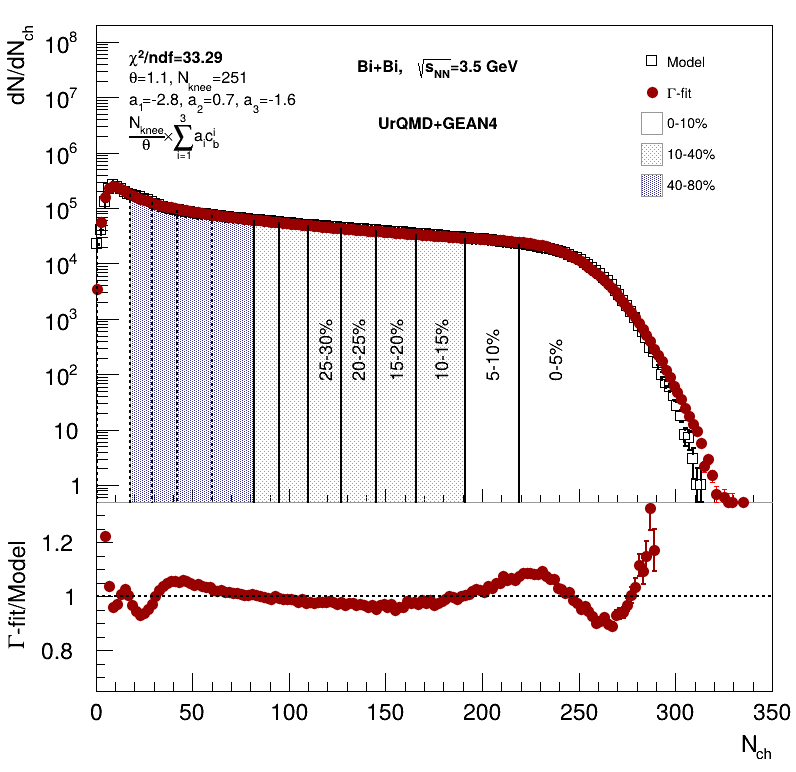 dN/dN_ch
10^8
10^7
10^6
10^5
10^4
10^3
10^2
10
1
χ²/ndf=33.29
θ=1.1, N_knee=251
a_1=-2.8, a_2=0.7, a_3=-1.6
N_knee/θ × ∑_{i=1}^{3} a_i c_b^i
Bi+Bi, √s_NN=3.5 GeV
UrQMD+GEAN4
Model
Γ-fit
0-10%
10-40%
40-80%
25-30%
20-25%
15-20%
10-15%
5-10%
0-5%
Γ-fit/Model
1.2
1
0.8
0 50 100 150 200 250 300 350
N_ch